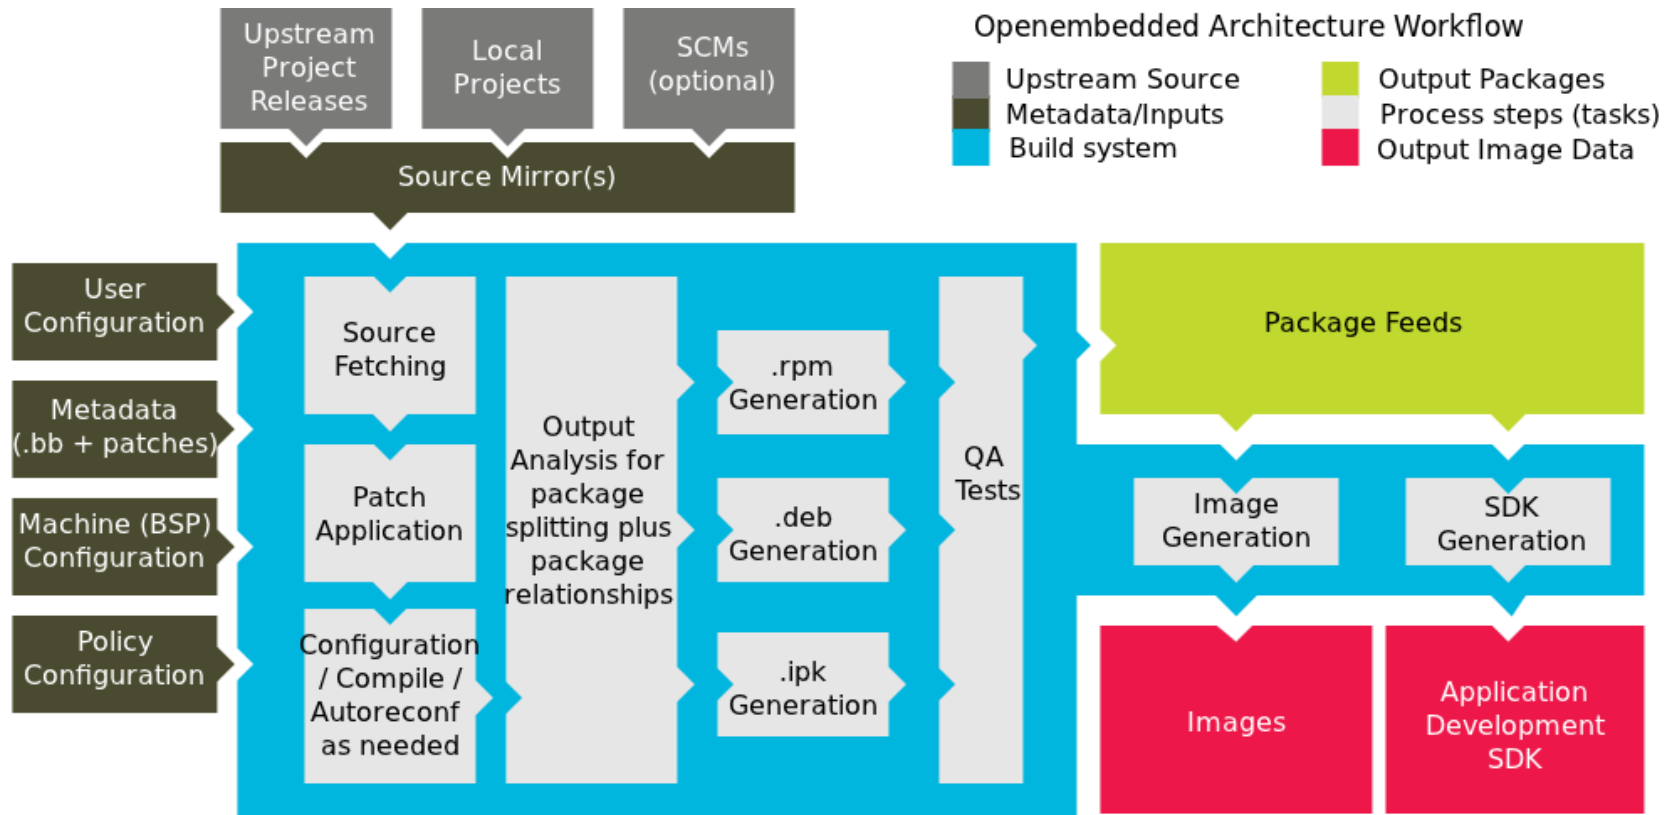 Upstream
Project
Releases
Local
Projects
SCMs
(optional)
Openembedded Architecture Workflow
Upstream Source
Metadata/Inputs
Build system
Output Packages
Process steps (tasks)
Output Image Data
Source Mirror(s)
User
Configuration
Metadata
(.bb + patches)
Machine (BSP)
Configuration
Policy
Configuration
Source
Fetching
Patch
Application
Configuration
/ Compile /
Autoreconf
as needed
Output
Analysis for
package
splitting plus
package
relationships
.rpm
Generation
.deb
Generation
.ipk
Generation
QA
Tests
Package Feeds
Image
Generation
SDK
Generation
Images
Application
Development
SDK